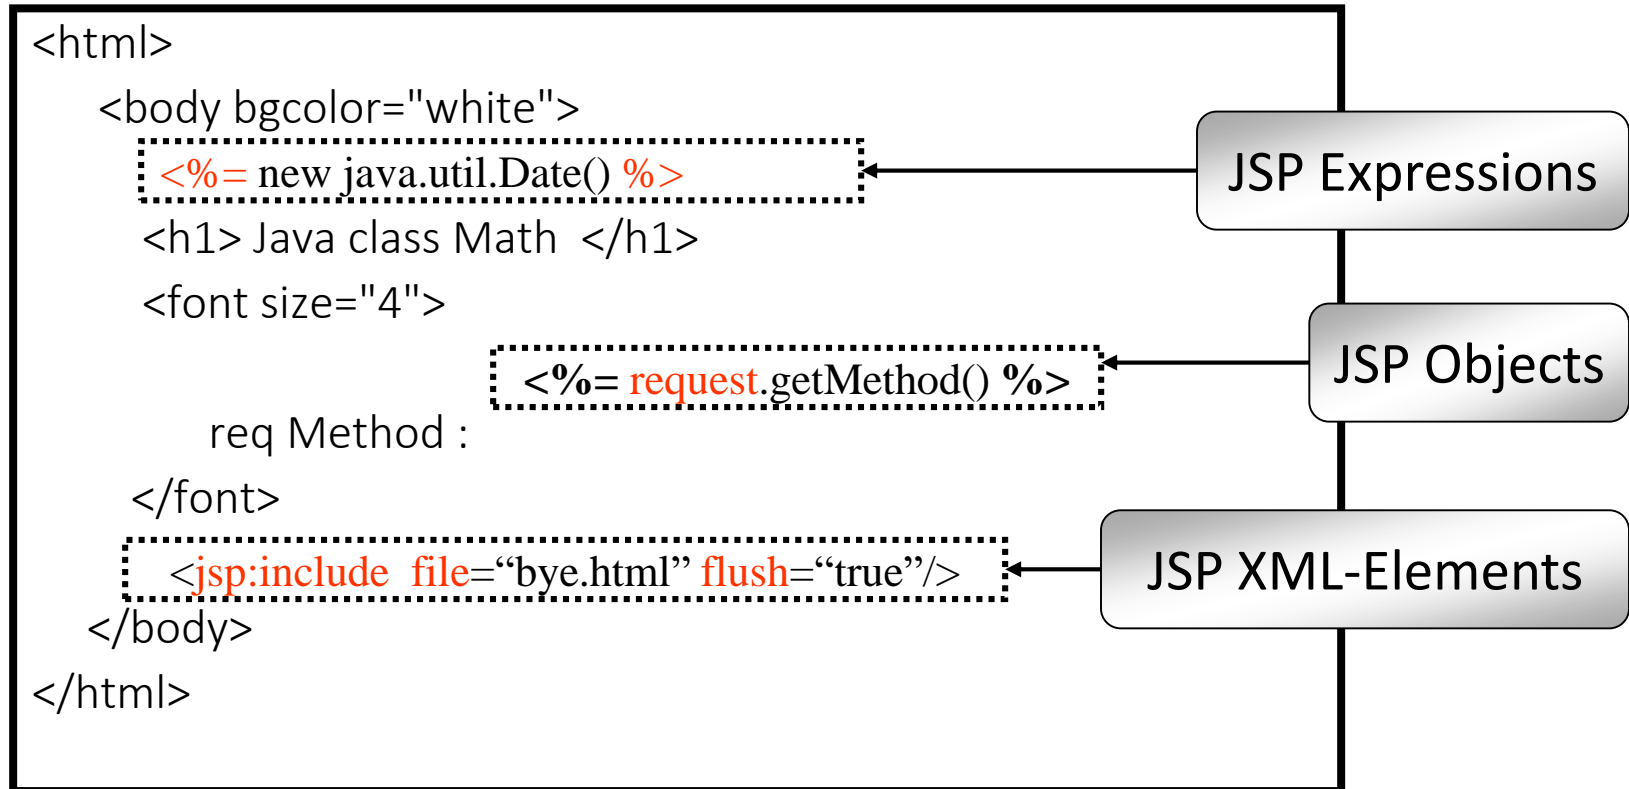 <html>
<body bgcolor="white">
<%= new java.util.Date() %>
JSP Expressions
<h1> Java class Math  </h1>
<font size="4">
<%= request.getMethod() %>
JSP Objects
req Method :
</font>
<jsp:include  file=“bye.html” flush=“true”/>
JSP XML-Elements
</body>
</html>